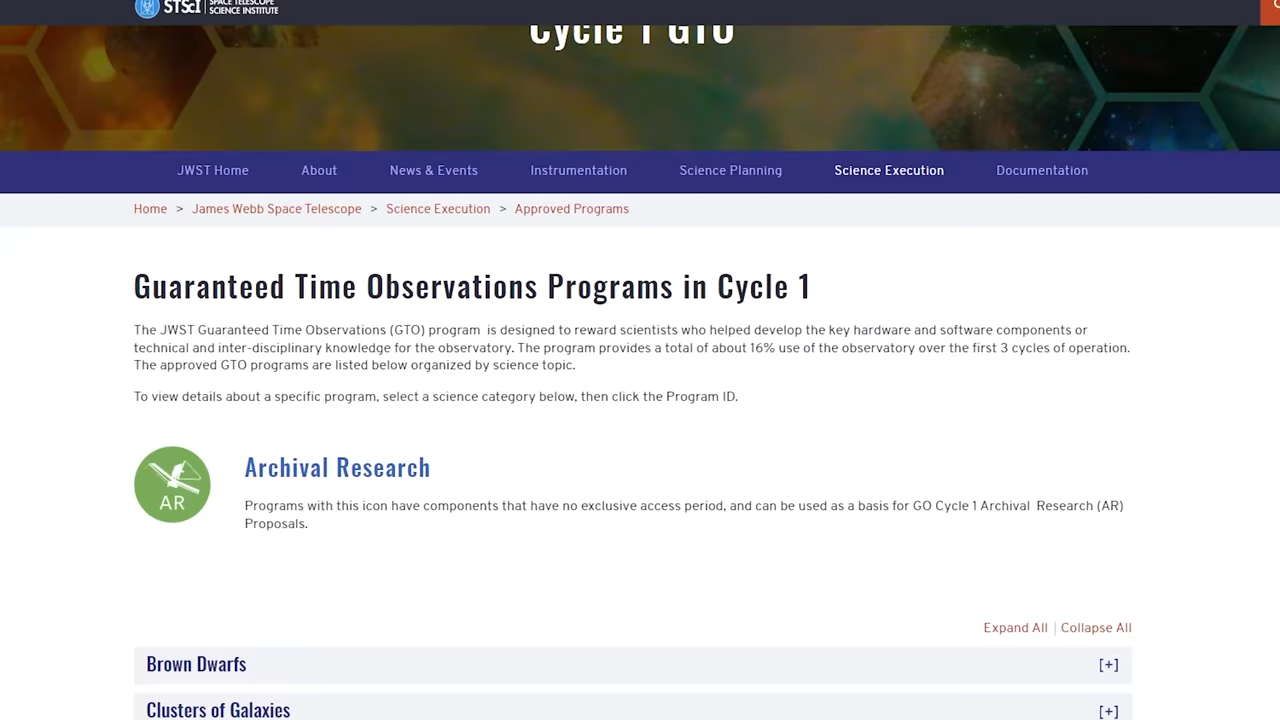 STScI | SPACE TELESCOPE
SCIENCE INSTITUTE
Cycle 1 GTO
JWST Home About News & Events Instrumentation Science Planning Science Execution Documentation
Home > James Webb Space Telescope > Science Execution > Approved Programs
Guaranteed Time Observations Programs in Cycle 1
The JWST Guaranteed Time Observations (GTO) program is designed to reward scientists who helped develop the key hardware and software components or
technical and inter-disciplinary knowledge for the observatory. The program provides a total of about 16% use of the observatory over the first 3 cycles of operation.
The approved GTO programs are listed below organized by science topic.
To view details about a specific program, select a science category below, then click the Program ID.
AR
Archival Research
Programs with this icon have components that have no exclusive access period, and can be used as a basis for GO Cycle 1 Archival Research (AR)
Proposals.
Expand All | Collapse All
Brown Dwarfs [+]
Clusters of Galaxies [+]